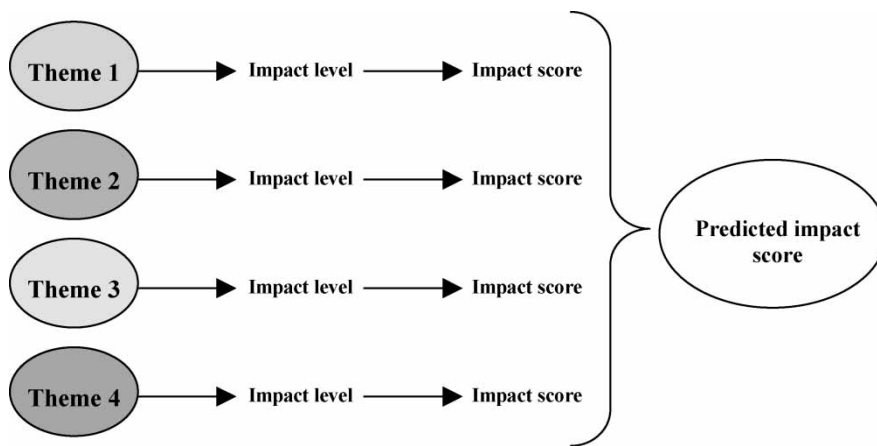 Theme 1 Impact level Impact score
Theme 2 Impact level Impact score
Predicted impact
score
Theme 3 Impact level Impact score
Theme 4 Impact level Impact score